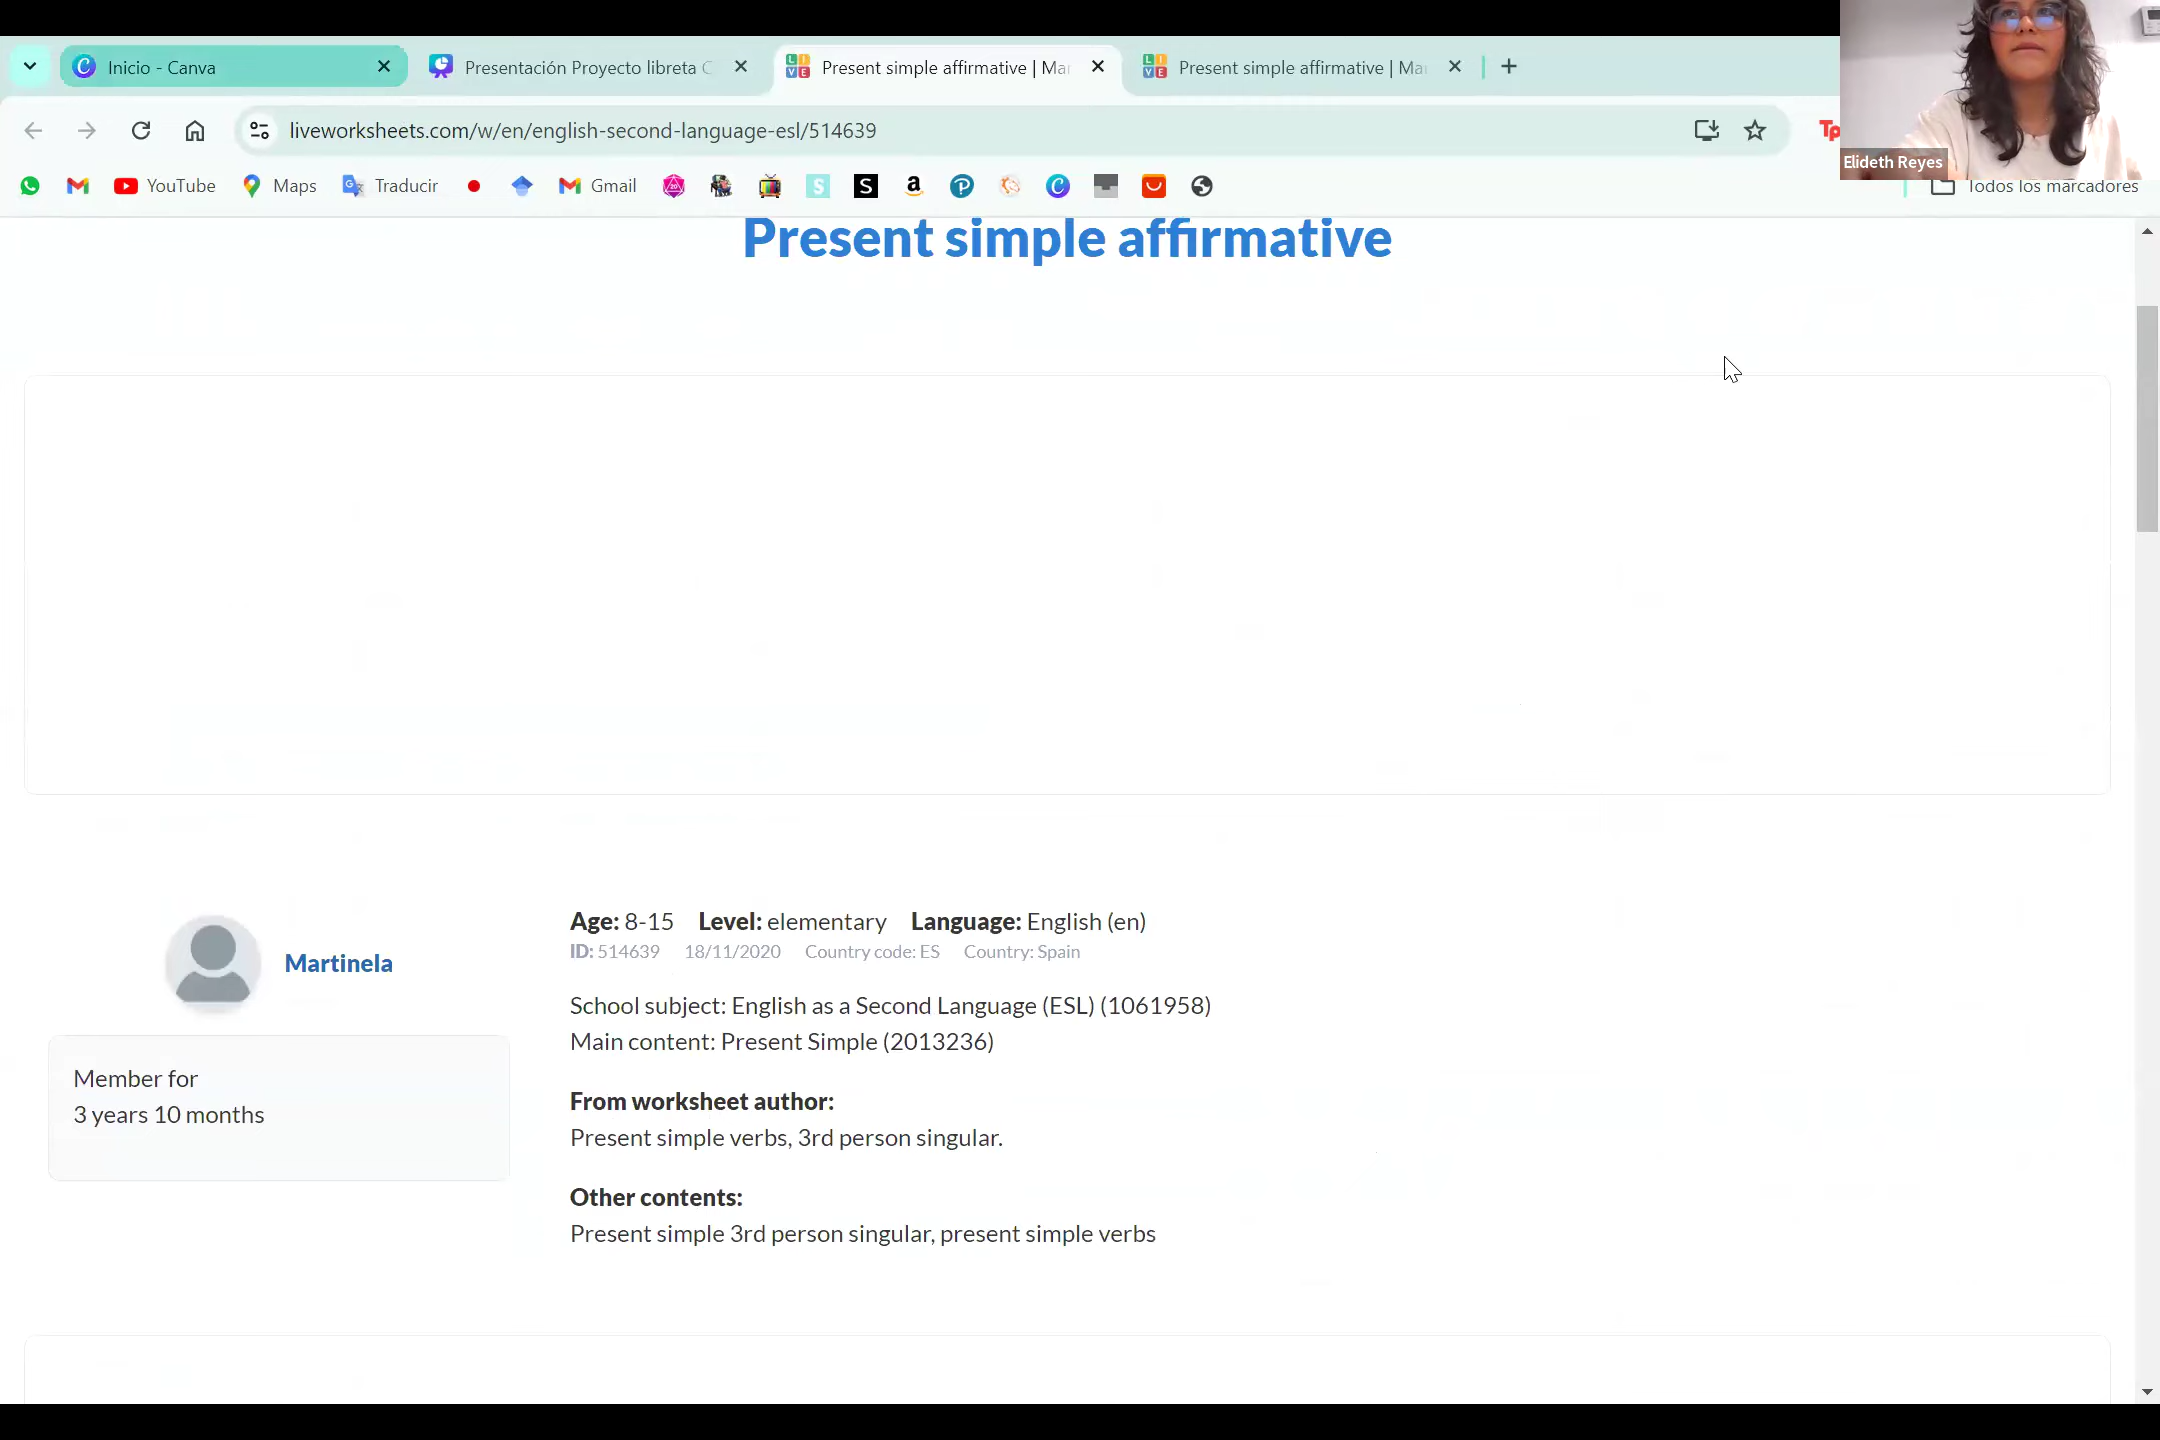 Inicio - Canva
Presentación Proyecto libreta C
Present simple affirmative | Mar
Present simple affirmative | Mar
liveworksheets.com/w/en/english-second-language-esl/514639
Tp
Elideth Reyes
YouTube
Maps
Traducir
Gmail
Todos los marcadores
Present simple affirmative
Age: 8-15 Level: elementary Language: English (en)
ID: 514639 18/11/2020 Country code: ES Country: Spain
Martinela
School subject: English as a Second Language (ESL) (1061958)
Main content: Present Simple (2013236)
Member for
3 years 10 months
From worksheet author:
Present simple verbs, 3rd person singular.
Other contents:
Present simple 3rd person singular, present simple verbs